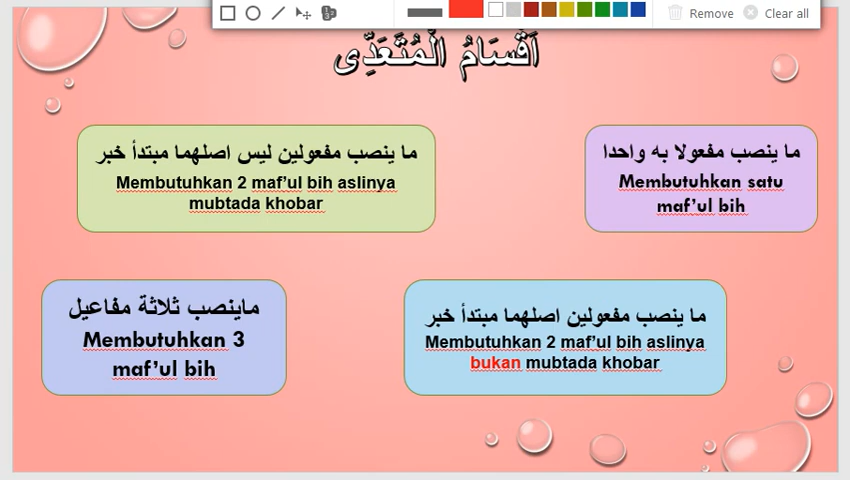 Remove
Clear all
اَقْسَامُ الْمُتَعَدِّى
ما ينصب مفعولا به واحدا
Membutuhkan satu
maf'ul bih
ما ينصب مفعولين ليس اصلهما مبتدأ خبر
Membutuhkan 2 maf'ul bih aslinya
mubtada khobar
ما ينصب مفعولين اصلهما مبتدأ خبر
Membutuhkan 2 maf'ul bih aslinya
bukan mubtada khobar
ماينصب ثلاثة مفاعيل
Membutuhkan 3
maf'ul bih